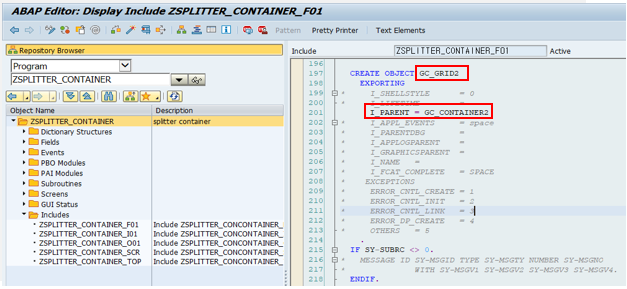 ABAP Editor: Display Include ZSPLITTER_CONTAINER_F01
Pattern Pretty Printer Text Elements
Repository Browser
Program
ZSPLITTER_CONTAINER
Object Name Description
ZSPLITTER_CONTAINER splitter container
Dictionary Structures
Fields
Events
PBO Modules
PAI Modules
Subroutines
Screens
GUI Status
Includes
ZSPLITTER_CONTAINER_F01 Include ZSPLITTER_CONCONTAINER_
ZSPLITTER_CONTAINER_I01 Include ZSPLITTER_CONCONTAINER_
ZSPLITTER_CONTAINER_O01 Include ZSPLITTER_CONTAINER_
ZSPLITTER_CONTAINER_SCR Include ZSPLITTER_CONTAINER_
ZSPLITTER_CONTAINER_TOP Include ZSPLITTER_CONCONTAINER_
Include ZSPLITTER_CONTAINER_F01 Active
196
197 CREATE OBJECT GC_GRID2
198 EXPORTING
199 * I_SHELLSTYLE = 0
200 *
201 I_PARENT = GC_CONTAINER2
202 * I_APPL_EVENTS = space
203 * I_PARENTDBG =
204 * I_APPLOGPARENT =
205 * I_GRAPHICSPARENT =
206 * I_NAME =
207 * I_FCAT_COMPLETE = SPACE
208 * EXCEPTIONS
209 * ERROR_CNTL_CREATE = 1
210 * ERROR_CNTL_INIT = 2
211 * ERROR_CNTL_LINK = 3
212 * ERROR_DP_CREATE = 4
213 * OTHERS = 5
214 .
215 IF SY-SUBRC <> 0.
216 * MESSAGE ID SY-MSGID TYPE SY-MSGTY NUMBER SY-MSGNO
217 * WITH SY-MSGV1 SY-MSGV2 SY-MSGV3 SY-MSGV4.
218 ENDIF.